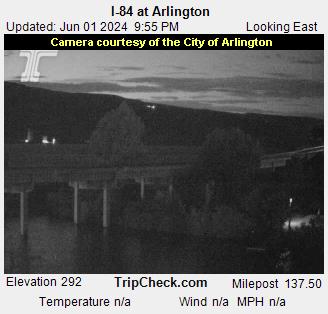 I-84 at Arlington
Updated: Jun 01 2024 9:55 PM Looking East
Camera courtesy of the City of Arlington
Elevation 292 TripCheck.com Milepost 137.50
Temperature n/a Wind n/a MPH n/a